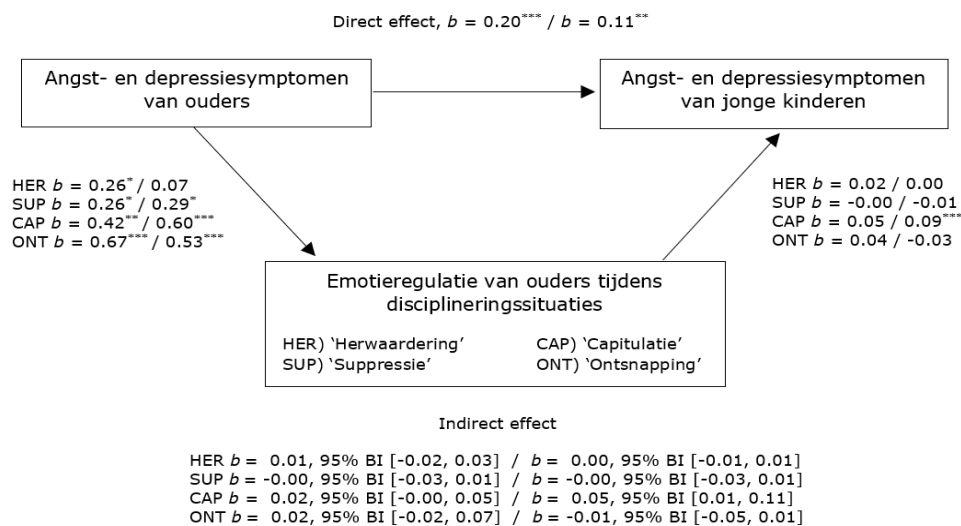 Direct effect, b = 0.20*** / b = 0.11**
Angst- en depressiesymptomen
van ouders
Angst- en depressiesymptomen
van jonge kinderen
HER b = 0.26* / 0.07
SUP b = 0.26* / 0.29*
CAP b = 0.42** / 0.60***
ONT b = 0.67*** / 0.53***
HER b = 0.02 / 0.00
SUP b = -0.00 / -0.01
CAP b = 0.05 / 0.09***
ONT b = 0.04 / -0.03
Emotieregulatie van ouders tijdens
disciplineringssituaties
HER) ‘Herwaardering’ CAP) ‘Capitulatie’
SUP) ‘Suppressie’ ONT) ‘Ontsnapping’
Indirect effect
HER b = 0.01, 95% BI [-0.02, 0.03] / b = 0.00, 95% BI [-0.01, 0.01]
SUP b = -0.00, 95% BI [-0.03, 0.01] / b = -0.00, 95% BI [-0.03, 0.01]
CAP b = 0.02, 95% BI [-0.00, 0.05] / b = 0.05, 95% BI [0.01, 0.11]
ONT b = 0.02, 95% BI [-0.02, 0.07] / b = -0.01, 95% BI [-0.05, 0.01]